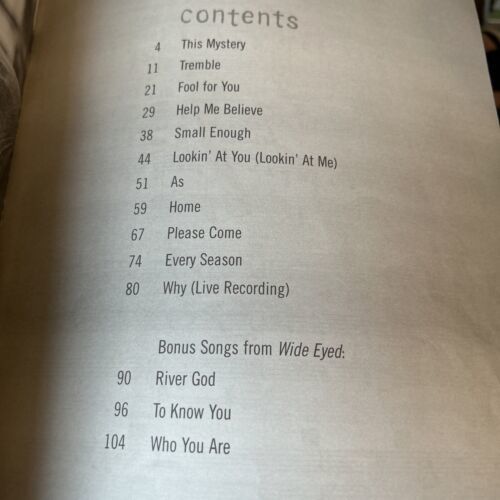 contents
4 This Mystery
11 Tremble
21 Fool for You
29 Help Me Believe
38 Small Enough
44 Lookin' At You (Lookin' At Me)
51 As
59 Home
67 Please Come
74 Every Season
80 Why (Live Recording)
Bonus Songs from Wide Eyed:
90 River God
96 To Know You
104 Who You Are